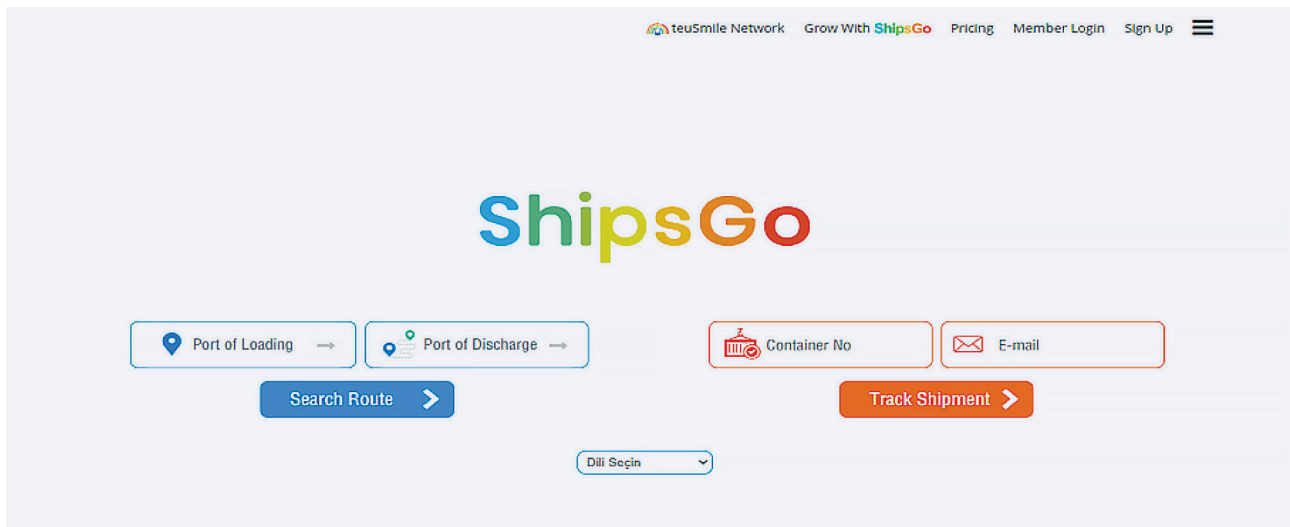 teuSmile Network Grow With ShipsGo Pricing Member Login Sign Up
ShipsGo
Port of Loading Port of Discharge Container No E-mail
Search Route Track Shipment
Dili Seçin